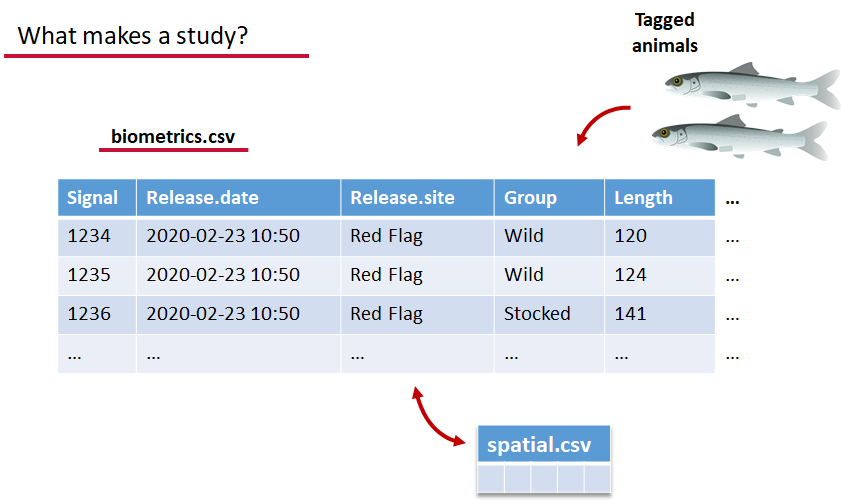 What makes a study?
Tagged
animals
biometrics.csv
Signal Release.date Release.site Group Length ...
1234 2020-02-23 10:50 Red Flag Wild 120 ...
1235 2020-02-23 10:50 Red Flag Wild 124 ...
1236 2020-02-23 10:50 Red Flag Stocked 141 ...
... ... ... ... ... ...
spatial.csv